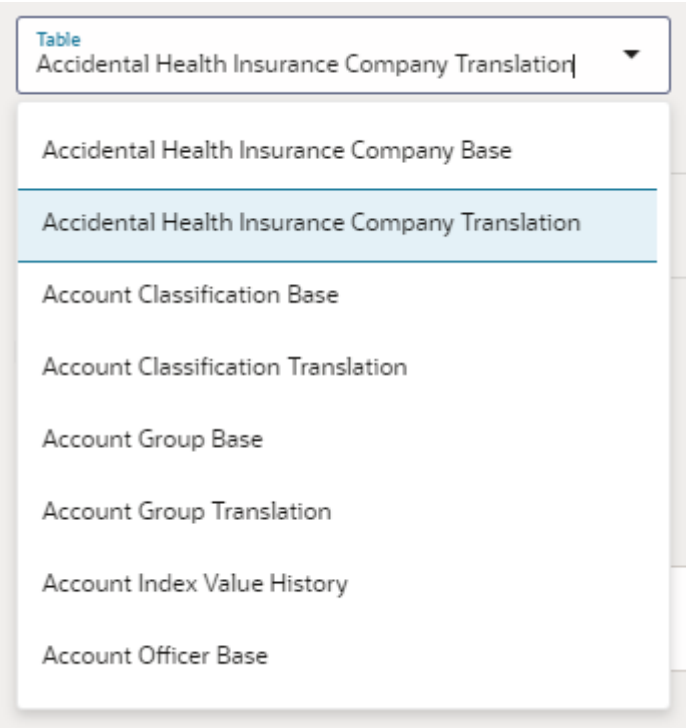 Table
Accidental Health Insurance Company Translation
Accidental Health Insurance Company Base
Accidental Health Insurance Company Translation
Account Classification Base
Account Classification Translation
Account Group Base
Account Group Translation
Account Index Value History
Account Officer Base